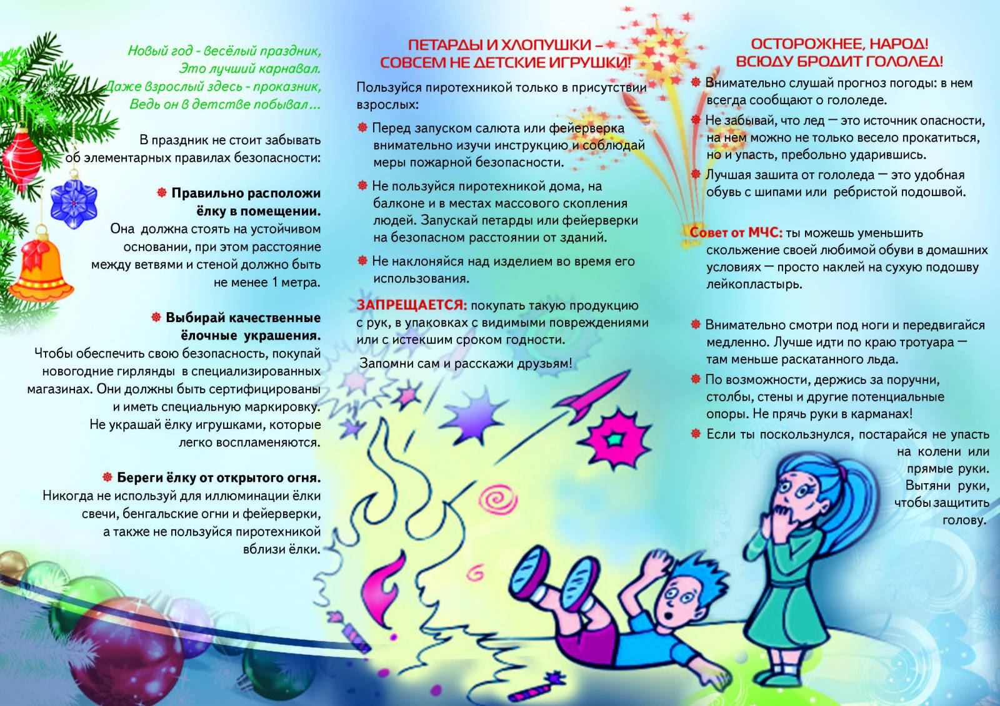 Новый год - весёлый праздник,
Это лучший карнавал.
Даже взрослый здесь - проказник,
Ведь он в детстве побывал...
В праздник не стоит забывать
об элементарных правилах безопасности:
Правильно расположи
ёлку в помещении.
Она должна стоять на устойчивом
основании, при этом расстояние
между ветвями и стеной должно быть
не менее 1 метра.
Выбирай качественные
ёлочные украшения.
Чтобы обеспечить свою безопасность, покупай
новогодние гирлянды в специализированных
магазинах. Они должны быть сертифицированы
и иметь специальную маркировку.
Не украшай ёлку игрушками, которые
легко воспламеняются.
Береги ёлку от открытого огня.
Никогда не используй для иллюминации ёлки
свечи, бенгальские огни и фейерверки,
а также не пользуйся пиротехникой
вблизи ёлки.
ПЕТАРДЫ И ХЛОПУШКИ –
СОВСЕМ НЕ ДЕТСКИЕ ИГРУШКИ!
Пользуйся пиротехникой только в присутствии
взрослых:
Перед запуском салюта или фейерверка
внимательно изучи инструкцию и соблюдай
меры пожарной безопасности.
Не пользуйся пиротехникой дома, на
балконе и в местах массового скопления
людей. Запускай петарды или фейерверки
на безопасном расстоянии от зданий.
Не наклоняйся над изделием во время его
использования.
ЗАПРЕЩАЕТСЯ: покупать такую продукцию
с рук, в упаковках с видимыми повреждениями
или с истекшим сроком годности.
Запомни сам и расскажи друзьям!
ОСТОРОЖНЕЕ, НАРОД!
ВСЮДУ БРОДИТ ГОЛОЛЕД!
Внимательно слушай прогноз погоды: в нем
всегда сообщают о гололеде.
Не забывай, что лед — это источник опасности,
на нем можно не только весело прокатиться,
но и упасть, пребольно ударившись.
Лучшая зашита от гололеда — это удобная
обувь с шипами или ребристой подошвой.
Совет от МЧС: ты можешь уменьшить
скольжение своей любимой обуви в домашних
условиях — просто наклей на сухую подошву
лейкопластырь.
Внимательно смотри под ноги и передвигайся
медленно. Лучше идти по краю тротуара —
там меньше раскатанного льда.
По возможности, держись за поручни,
столбы, стены и другие потенциальные
опоры. Не прячь руки в карманах!
Если ты поскользнулся, постарайся не упасть
на колени или
прямые руки.
Вытяни руки,
чтобы защитить
голову.